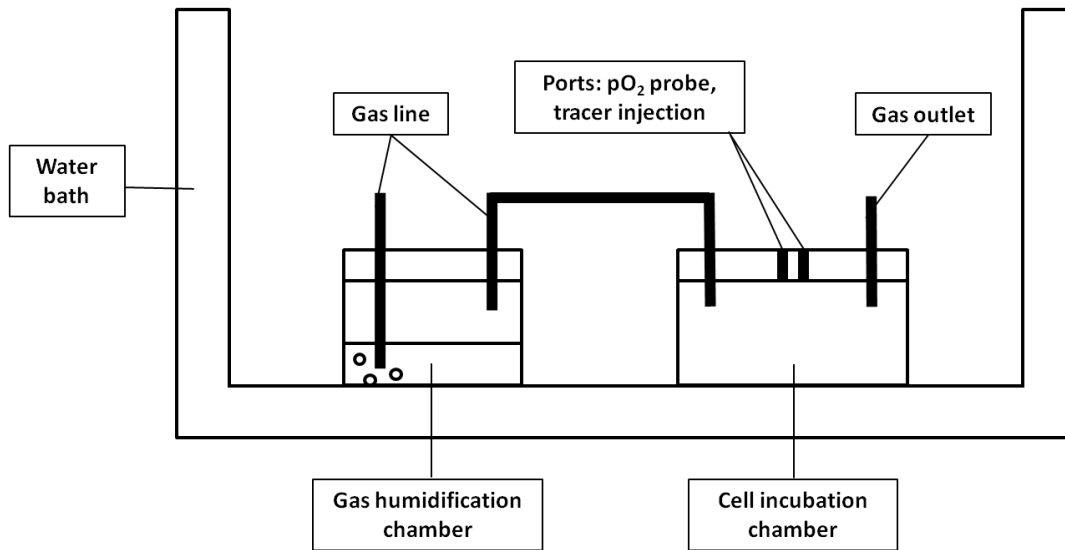 Ports: pO₂ probe,
tracer injection
Gas line
Gas outlet
Water
bath
Gas humidification
chamber
Cell incubation
chamber